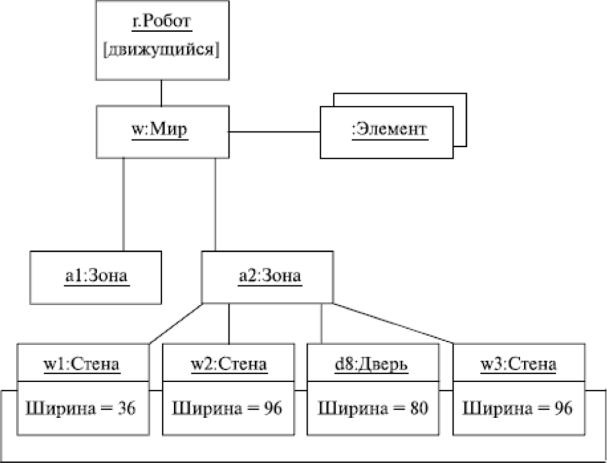 r.Робот
[движущийся]
w:Мир
:Элемент
a1:Зона
a2:Зона
w1:Стена
w2:Стена
d8:Дверь
w3:Стена
Ширина = 36
Ширина = 96
Ширина = 80
Ширина = 96